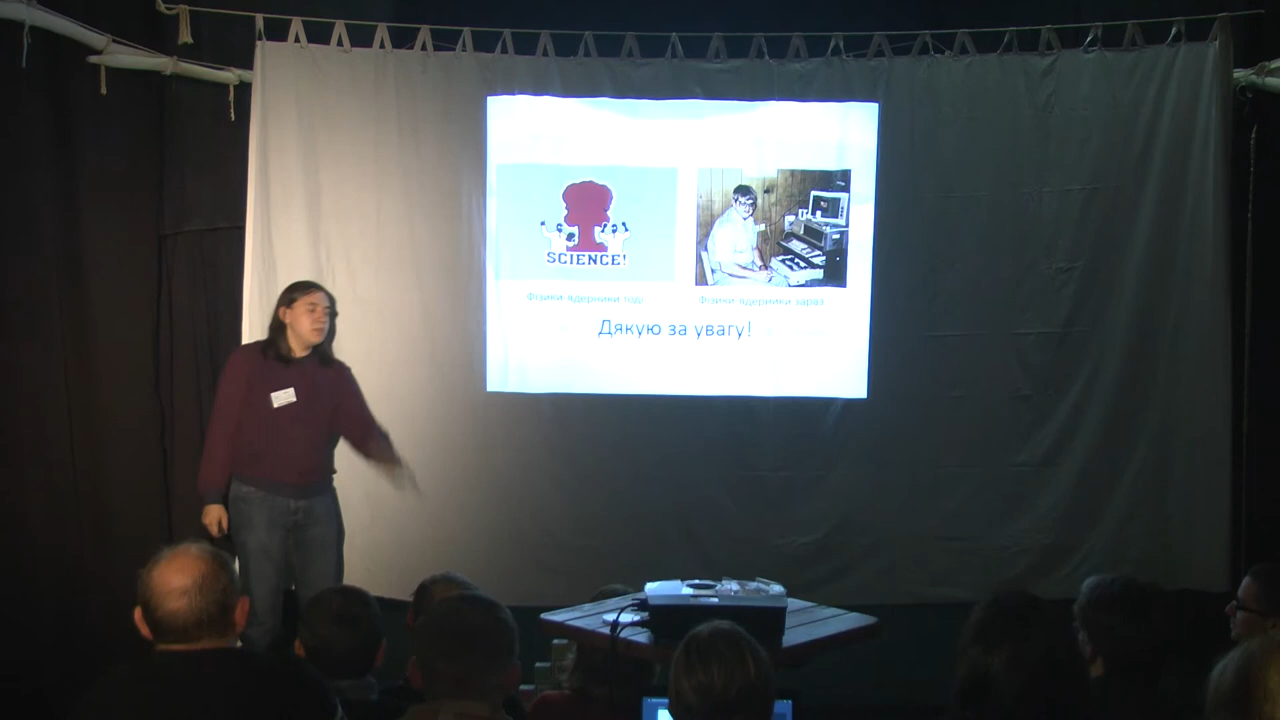 SCIENCE!
Фізики-ядерники тоді
Фізики-ядерники зараз
Дякую за увагу!